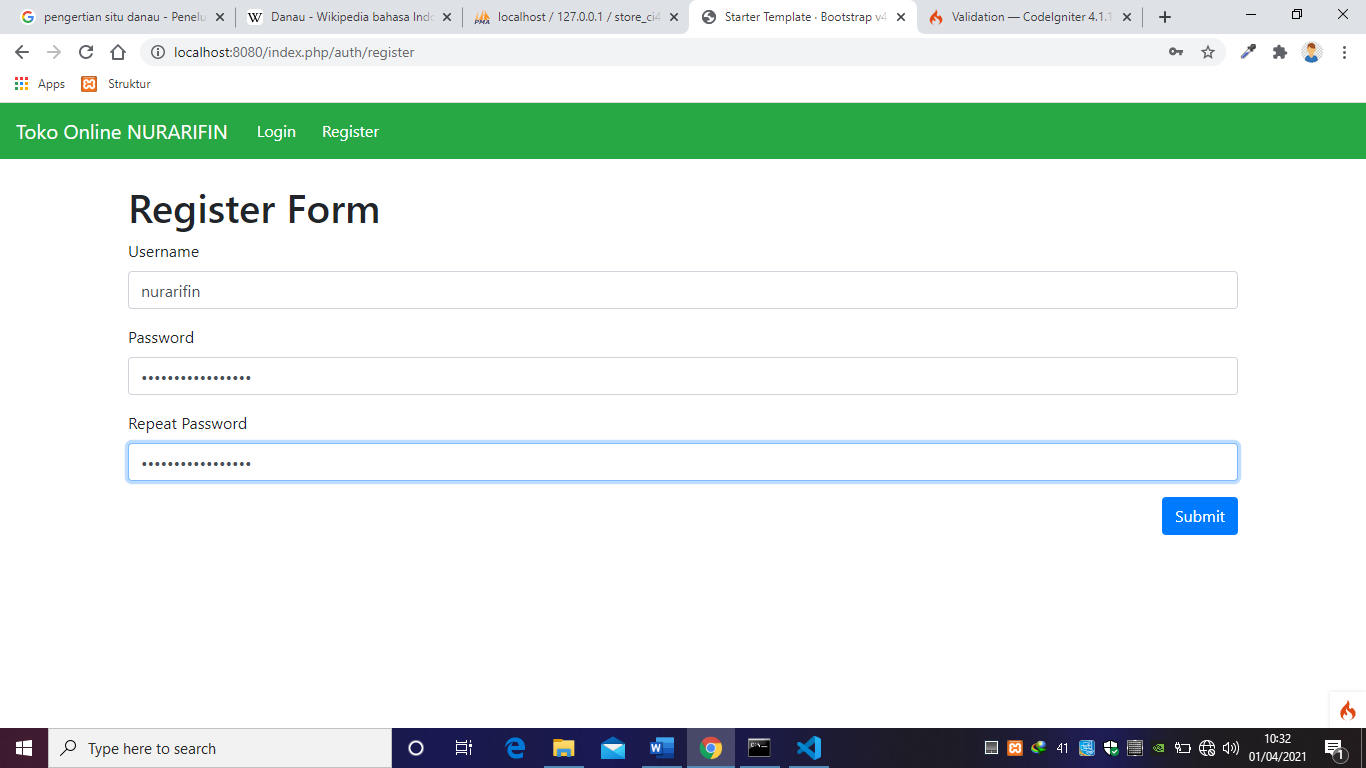 pengertian situ danau - Penelu
Danau - Wikipedia bahasa Indo
PMA
localhost / 127.0.0.1 / store_ci4
Starter Template · Bootstrap v4
Validation — CodeIgniter 4.1.1
localhost:8080/index.php/auth/register
Apps
Struktur
Toko Online NURARIFIN
Login
Register
Register Form
Username
nurarifin
Password
•••••••••••••••••
Repeat Password
•••••••••••••••••
Submit
Type here to search
41
10:32
01/04/2021
1